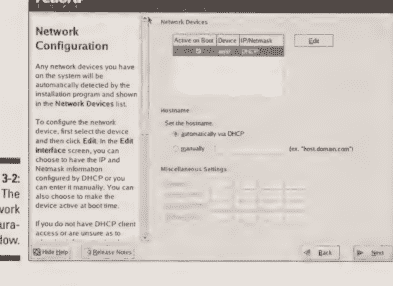 Network
Configuration
Any network devices you have
on the system will be
automatically detected by the
installation program and shown
in the Network Devices list.
To configure the network
device, first select the device
and then click Edit. In the Edit
Interface screen, you can
choose to have the IP and
Netmask information
configured by DHCP or you
can enter it manually. You can
also choose to make the
device active at boot time.
If you do not have DHCP client
access or are unsure as to
Hide Help
Release Notes
Network Devices
Active on Boot Device IP/Netmask
DHCP
Edit
Hostname
Set the hostname:
automatically via DHCP
manually
(ex. "host.domain.com")
Miscellaneous Settings
Back
Next
3-2:
The